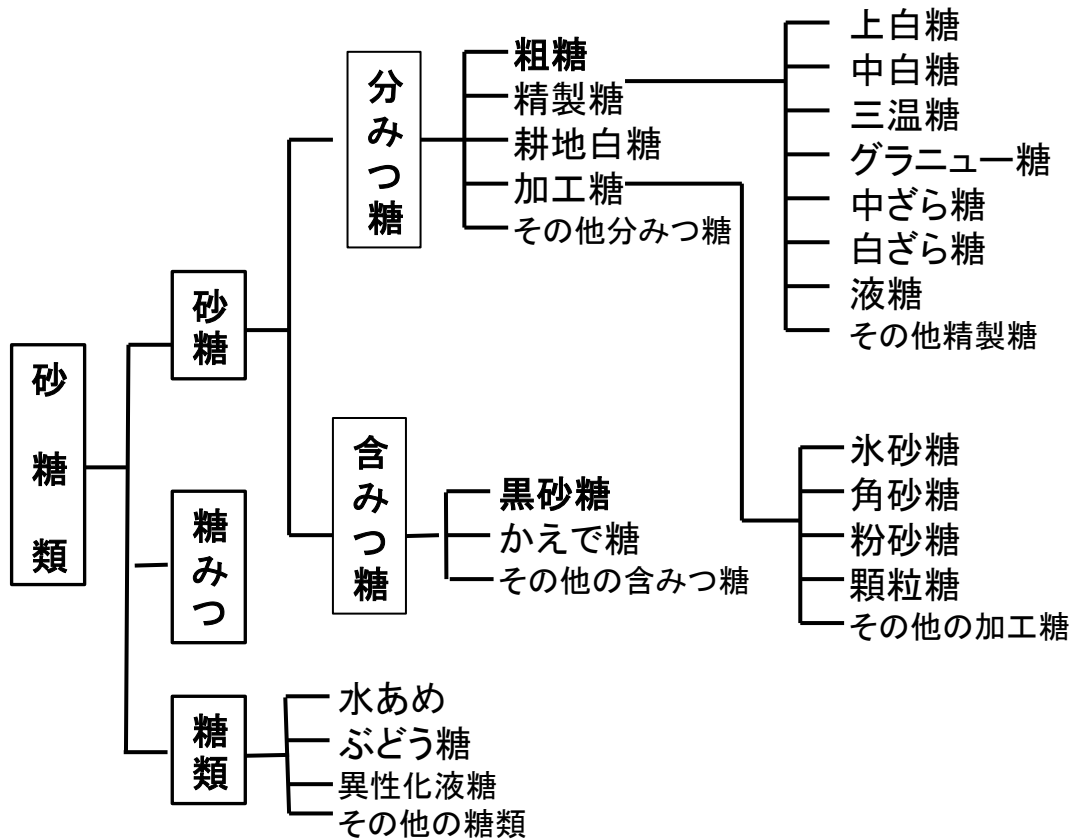 砂糖類
砂糖
糖みつ
糖類
分みつ糖
含みつ糖
粗糖
精製糖
耕地白糖
加工糖
その他分みつ糖
上白糖
中白糖
三温糖
グラニュー糖
中ざら糖
白ざら糖
液糖
その他精製糖
氷砂糖
角砂糖
粉砂糖
顆粒糖
その他の加工糖
黒砂糖
かえで糖
その他の含みつ糖
水あめ
ぶどう糖
異性化液糖
その他の糖類